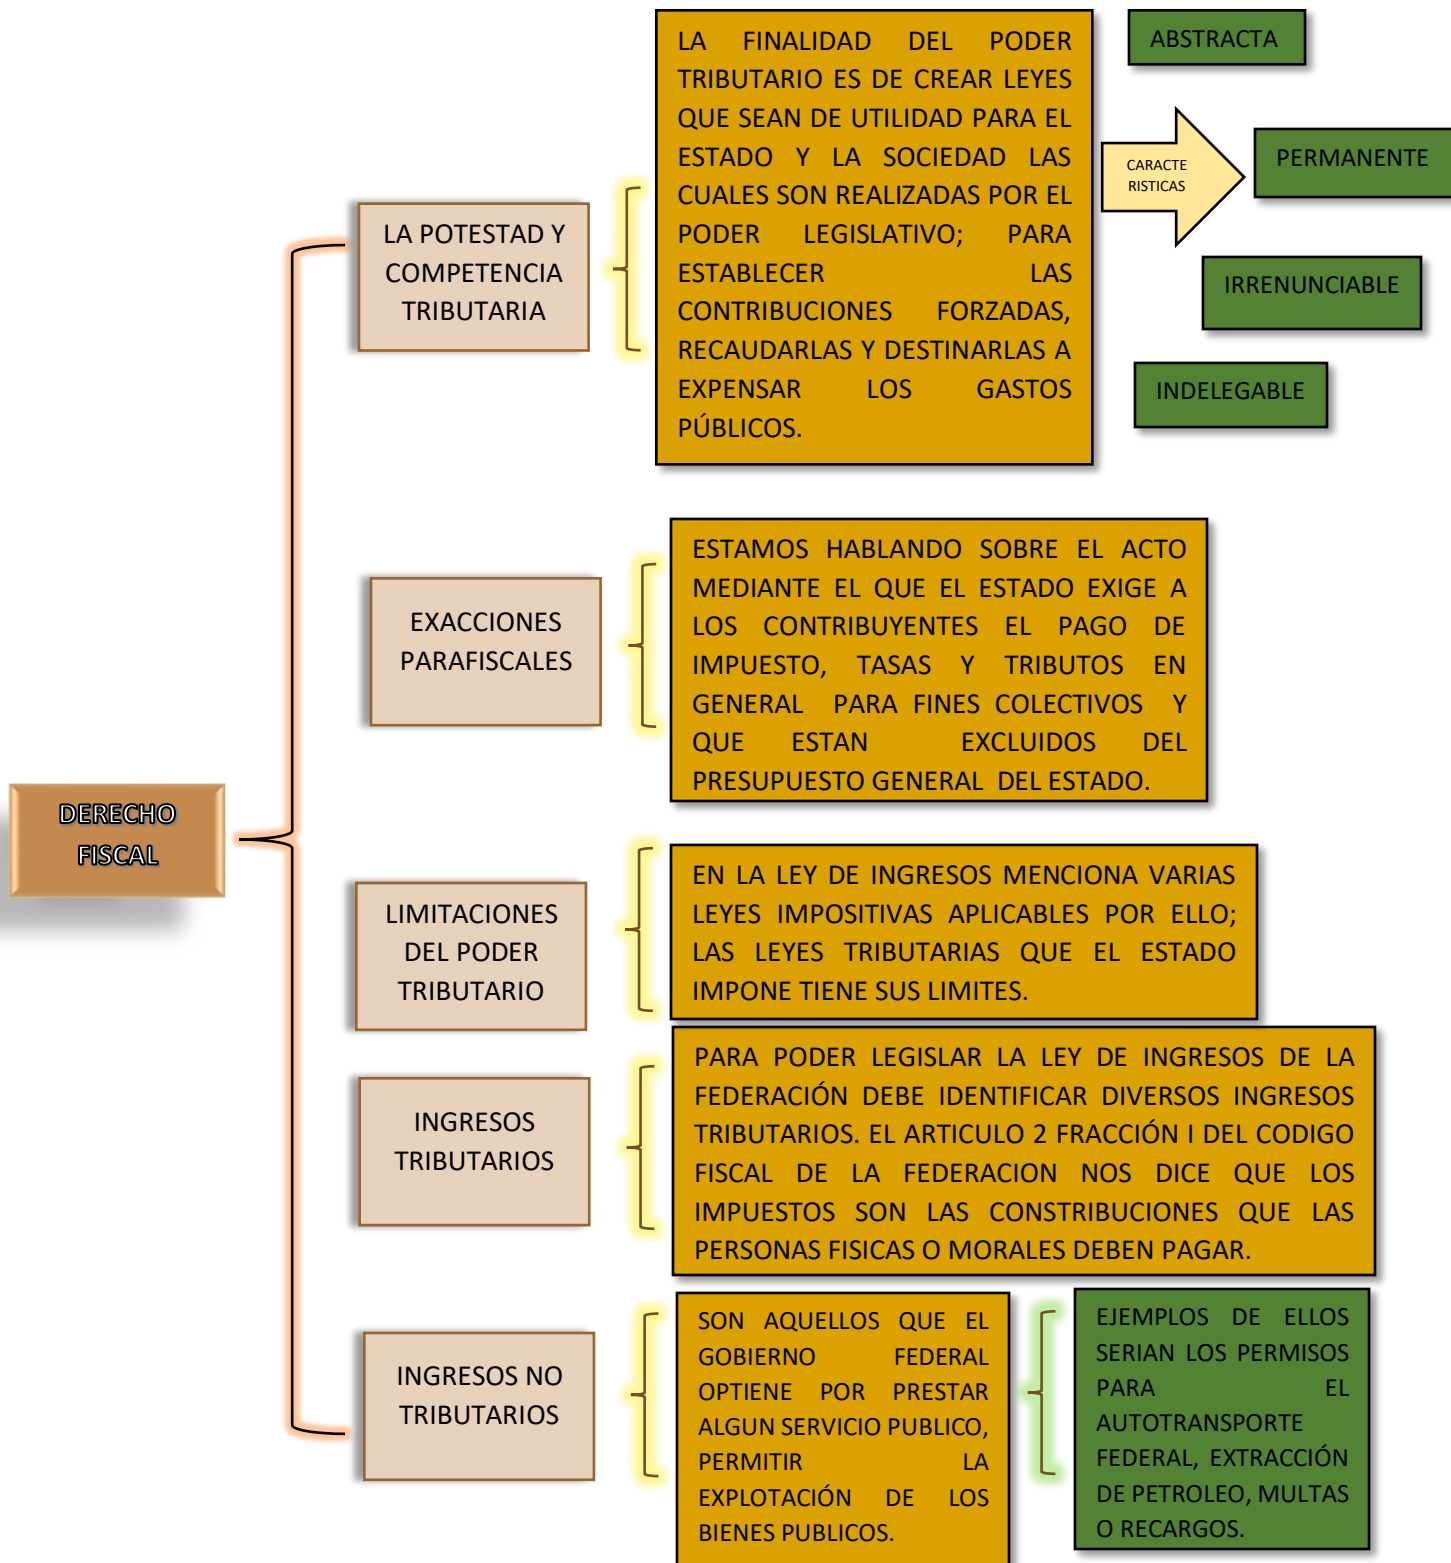 DERECHO
FISCAL
LA POTESTAD Y
COMPETENCIA
TRIBUTARIA
LA FINALIDAD DEL PODER
TRIBUTARIO ES DE CREAR LEYES
QUE SEAN DE UTILIDAD PARA EL
ESTADO Y LA SOCIEDAD LAS
CUALES SON REALIZADAS POR EL
PODER LEGISLATIVO; PARA
ESTABLECER LAS
CONTRIBUCIONES FORZADAS,
RECAUDARLAS Y DESTINARLAS A
EXPENSAR LOS GASTOS
PÚBLICOS.
CARACTE
RISTICAS
ABSTRACTA
PERMANENTE
IRRENUNCIABLE
INDELEGABLE
EXACCIONES
PARAFISCALES
ESTAMOS HABLANDO SOBRE EL ACTO
MEDIANTE EL QUE EL ESTADO EXIGE A
LOS CONTRIBUYENTES EL PAGO DE
IMPUESTO, TASAS Y TRIBUTOS EN
GENERAL PARA FINES COLECTIVOS Y
QUE ESTAN EXCLUIDOS DEL
PRESUPUESTO GENERAL DEL ESTADO.
LIMITACIONES
DEL PODER
TRIBUTARIO
EN LA LEY DE INGRESOS MENCIONA VARIAS
LEYES IMPOSITIVAS APLICABLES POR ELLO;
LAS LEYES TRIBUTARIAS QUE EL ESTADO
IMPONE TIENE SUS LIMITES.
INGRESOS
TRIBUTARIOS
PARA PODER LEGISLAR LA LEY DE INGRESOS DE LA
FEDERACIÓN DEBE IDENTIFICAR DIVERSOS INGRESOS
TRIBUTARIOS. EL ARTICULO 2 FRACCIÓN I DEL CODIGO
FISCAL DE LA FEDERACION NOS DICE QUE LOS
IMPUESTOS SON LAS CONSTRIBUCIONES QUE LAS
PERSONAS FISICAS O MORALES DEBEN PAGAR.
INGRESOS NO
TRIBUTARIOS
SON AQUELLOS QUE EL
GOBIERNO FEDERAL
OPTIENE POR PRESTAR
ALGUN SERVICIO PUBLICO,
PERMITIR LA
EXPLOTACIÓN DE LOS
BIENES PUBLICOS.
EJEMPLOS DE ELLOS
SERIAN LOS PERMISOS
PARA EL
AUTOTRANSPORTE
FEDERAL, EXTRACCIÓN
DE PETROLEO, MULTAS
O RECARGOS.